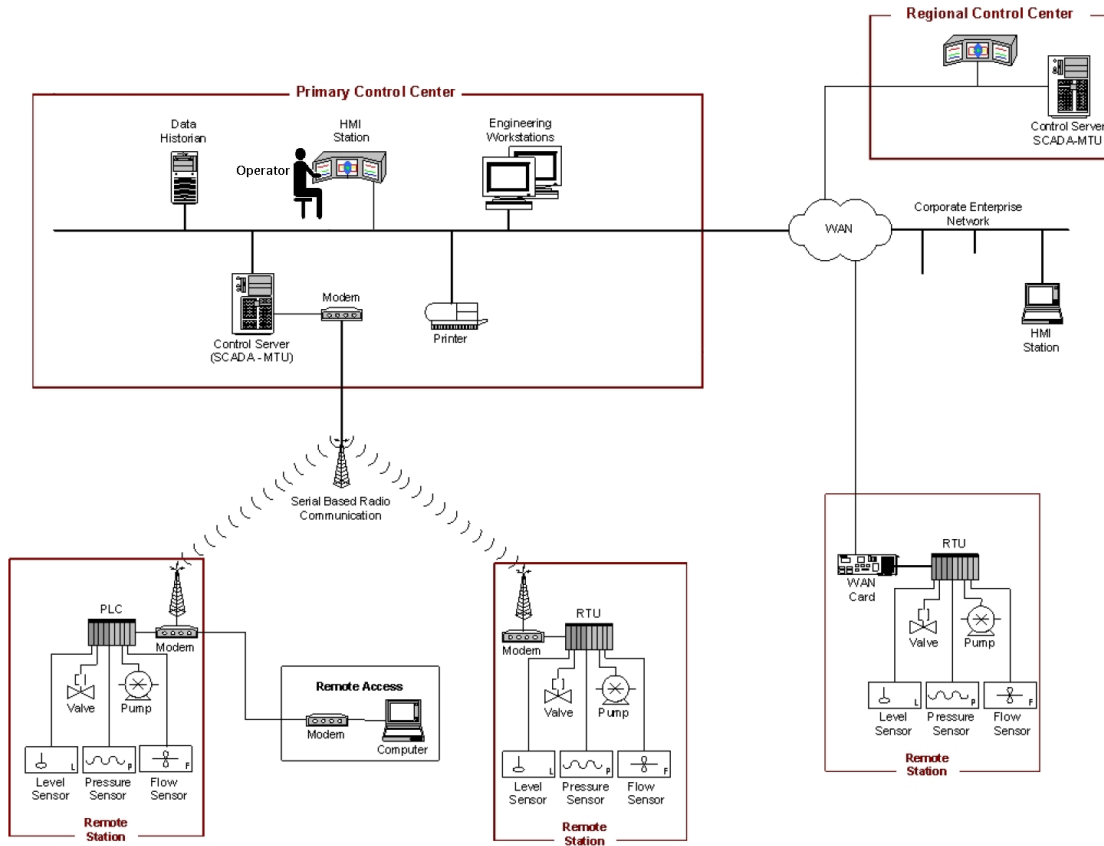 Regional Control Center
Control Server
SCADA-MTU
Primary Control Center
Data
Historian
HMI
Station
Engineering
Workstations
Operator
Control Server
(SCADA - MTU)
Modem
Printer
WAN
Corporate Enterprise
Network
HMI
Station
Serial Based Radio
Communication
PLC
Modem
Valve
Pump
L
P
F
Level
Sensor
Pressure
Sensor
Flow
Sensor
Remote
Station
Remote Access
Modem
Computer
RTU
Modem
Valve
Pump
L
P
F
Level
Sensor
Pressure
Sensor
Flow
Sensor
Remote
Station
RTU
WAN
Card
Valve
Pump
L
P
F
Level
Sensor
Pressure
Sensor
Flow
Sensor
Remote
Station